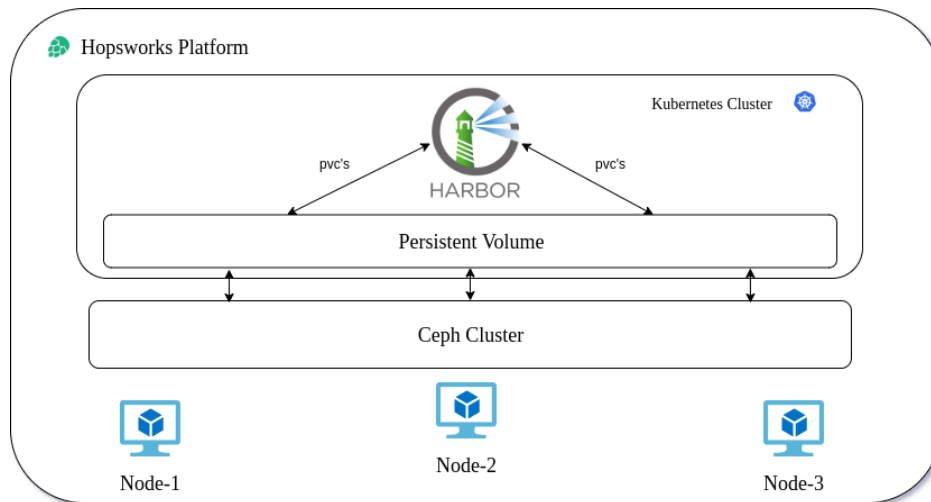 Hopsworks Platform
Kubernetes Cluster
pvc's
pvc's
HARBOR
Persistent Volume
Ceph Cluster
Node-1
Node-2
Node-3